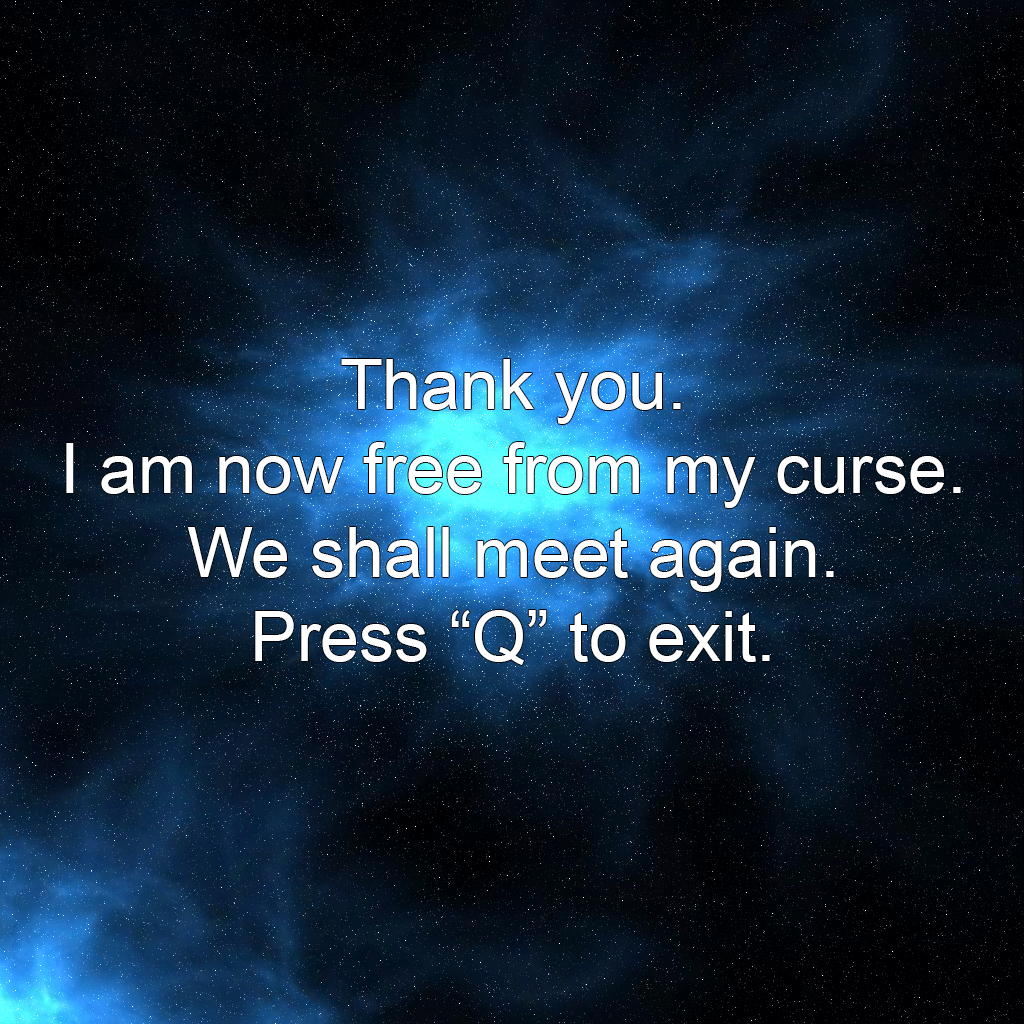 Thank you.
I am now free from my curse.
We shall meet again.
Press “Q” to exit.